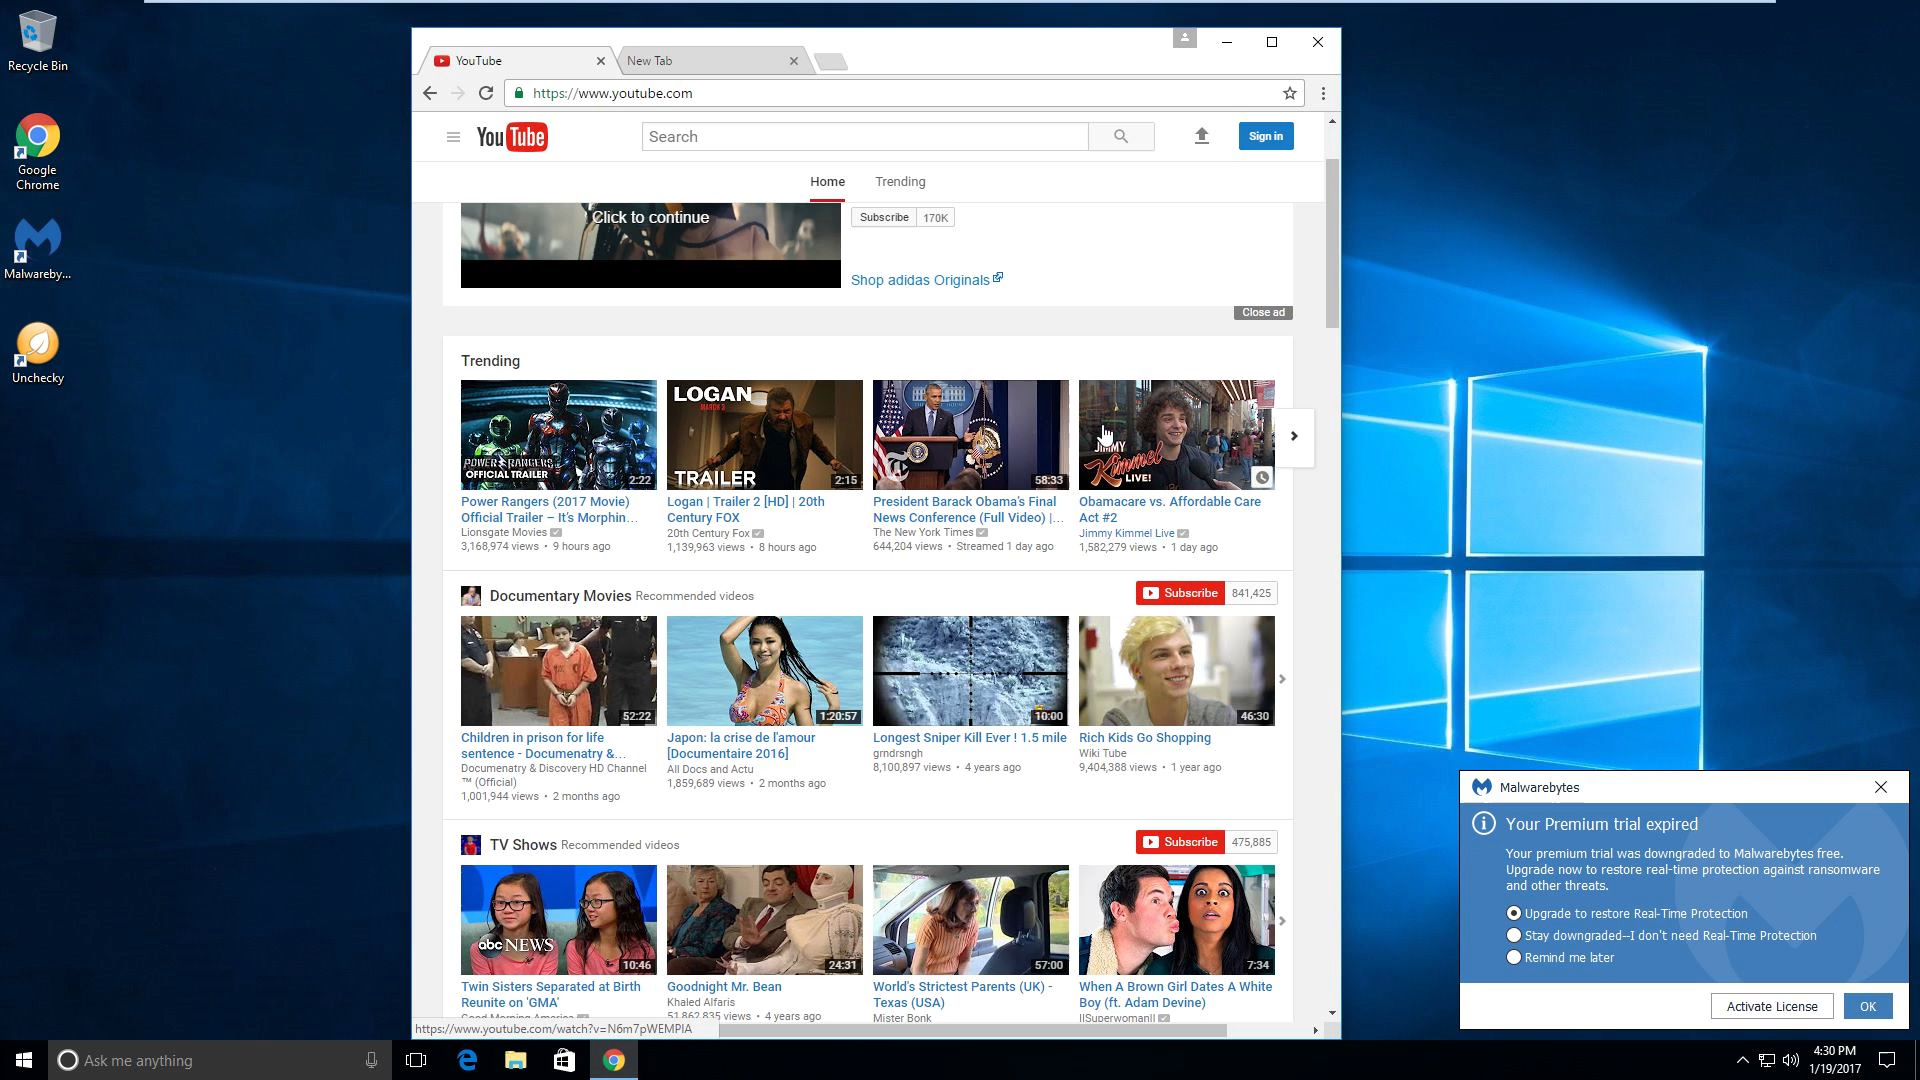 Recycle Bin
Google
Chrome
Malwareby...
Unchecky
YouTube
New Tab
https://www.youtube.com
YouTube
Search
Sign in
Home
Trending
Click to continue
Subscribe 170K
Shop adidas Originals
Close ad
Trending
POWER RANGERS
OFFICIAL TRAILER
2:22
LOGAN
MARCH 3
TRAILER
2:15
58:33
JIMMY
Kimmel
LIVE!
Power Rangers (2017 Movie)
Official Trailer – It's Morphin...
Lionsgate Movies
3,168,974 views • 9 hours ago
Logan | Trailer 2 [HD] | 20th
Century FOX
20th Century Fox
1,139,963 views • 8 hours ago
President Barack Obama's Final
News Conference (Full Video) |...
The New York Times
644,204 views • Streamed 1 day ago
Obamacare vs. Affordable Care
Act #2
Jimmy Kimmel Live
1,582,279 views • 1 day ago
Documentary Movies Recommended videos
Subscribe 841,425
52:22
1:20:57
10:00
46:30
Children in prison for life
sentence - Documenatry &...
Documenatry & Discovery HD Channel
™ (Official)
1,001,944 views • 2 months ago
Japon: la crise de l'amour
[Documentaire 2016]
All Docs and Actu
1,859,689 views • 2 months ago
Longest Sniper Kill Ever ! 1.5 mile
grndrsngh
8,100,897 views • 4 years ago
Rich Kids Go Shopping
Wiki Tube
9,404,388 views • 1 year ago
TV Shows Recommended videos
Subscribe 475,885
abc NEWS
10:46
24:31
57:00
7:34
Twin Sisters Separated at Birth
Reunite on 'GMA'
Good Morning America
Goodnight Mr. Bean
Khaled Alfaris
51,862,835 views • 4 years ago
World's Strictest Parents (UK) -
Texas (USA)
Mister Bonk
When A Brown Girl Dates A White
Boy (ft. Adam Devine)
IISuperwomanII
https://www.youtube.com/watch?v=N6m7pWEMPIA
Malwarebytes
Your Premium trial expired
Your premium trial was downgraded to Malwarebytes free.
Upgrade now to restore real-time protection against ransomware
and other threats.
Upgrade to restore Real-Time Protection
Stay downgraded--I don't need Real-Time Protection
Remind me later
Activate License
OK
Ask me anything
4:30 PM
1/19/2017